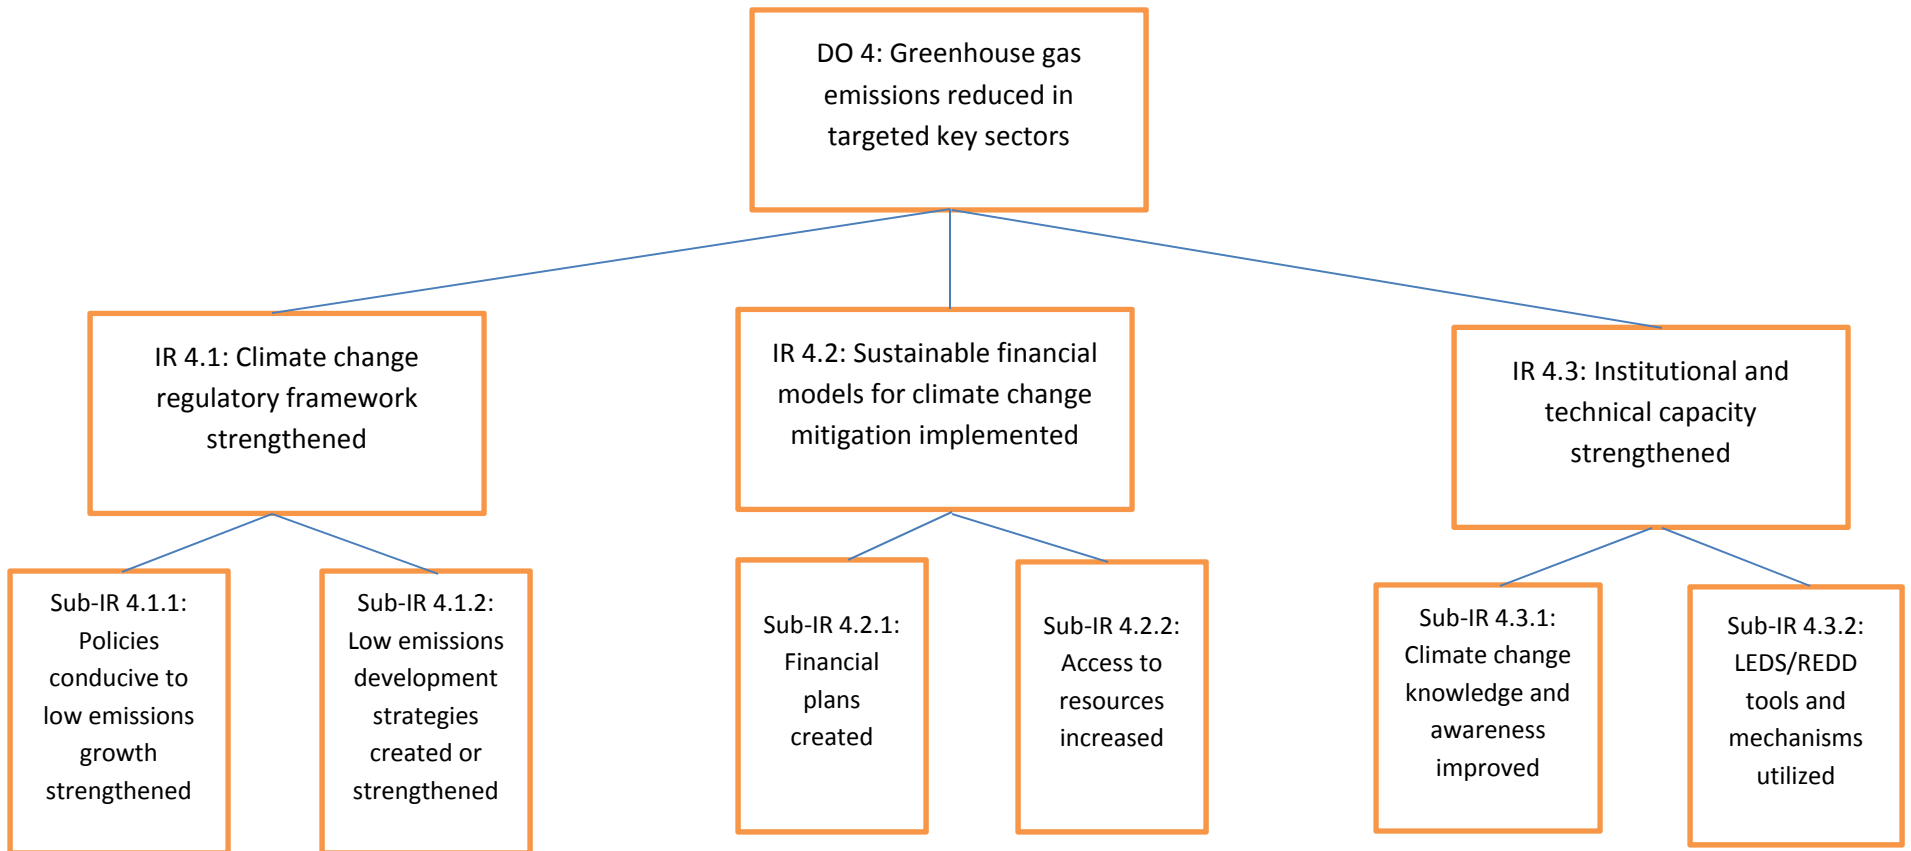 DO 4: Greenhouse gas
emissions reduced in
targeted key sectors
IR 4.1: Climate change
regulatory framework
strengthened
IR 4.2: Sustainable financial
models for climate change
mitigation implemented
IR 4.3: Institutional and
technical capacity
strengthened
Sub-IR 4.1.1:
Policies
conducive to
low emissions
growth
strengthened
Sub-IR 4.1.2:
Low emissions
development
strategies
created or
strengthened
Sub-IR 4.2.1:
Financial
plans
created
Sub-IR 4.2.2:
Access to
resources
increased
Sub-IR 4.3.1:
Climate change
knowledge and
awareness
improved
Sub-IR 4.3.2:
LEDS/REDD
tools and
mechanisms
utilized